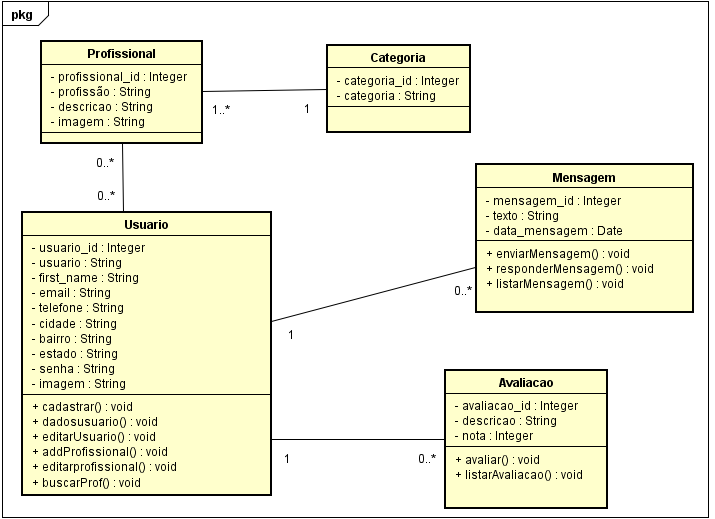 pkg
Profissional
- profissional_id : Integer
- profissão : String
- descricao : String
- imagem : String
1..*
1
Categoria
- categoria_id : Integer
- categoria : String
0..*
0..*
Usuario
- usuario_id : Integer
- usuario : String
- first_name : String
- email : String
- telefone : String
- cidade : String
- bairro : String
- estado : String
- senha : String
- imagem : String
+ cadastrar() : void
+ dadosusuario() : void
+ editarUsuario() : void
+ addProfissional() : void
+ editarprofissional() : void
+ buscarProf() : void
1
0..*
Mensagem
- mensagem_id : Integer
- texto : String
- data_mensagem : Date
+ enviarMensagem() : void
+ responderMensagem() : void
+ listarMensagem() : void
1
0..*
Avaliacao
- avaliacao_id : Integer
- descricao : String
- nota : Integer
+ avaliar() : void
+ listarAvaliacao() : void